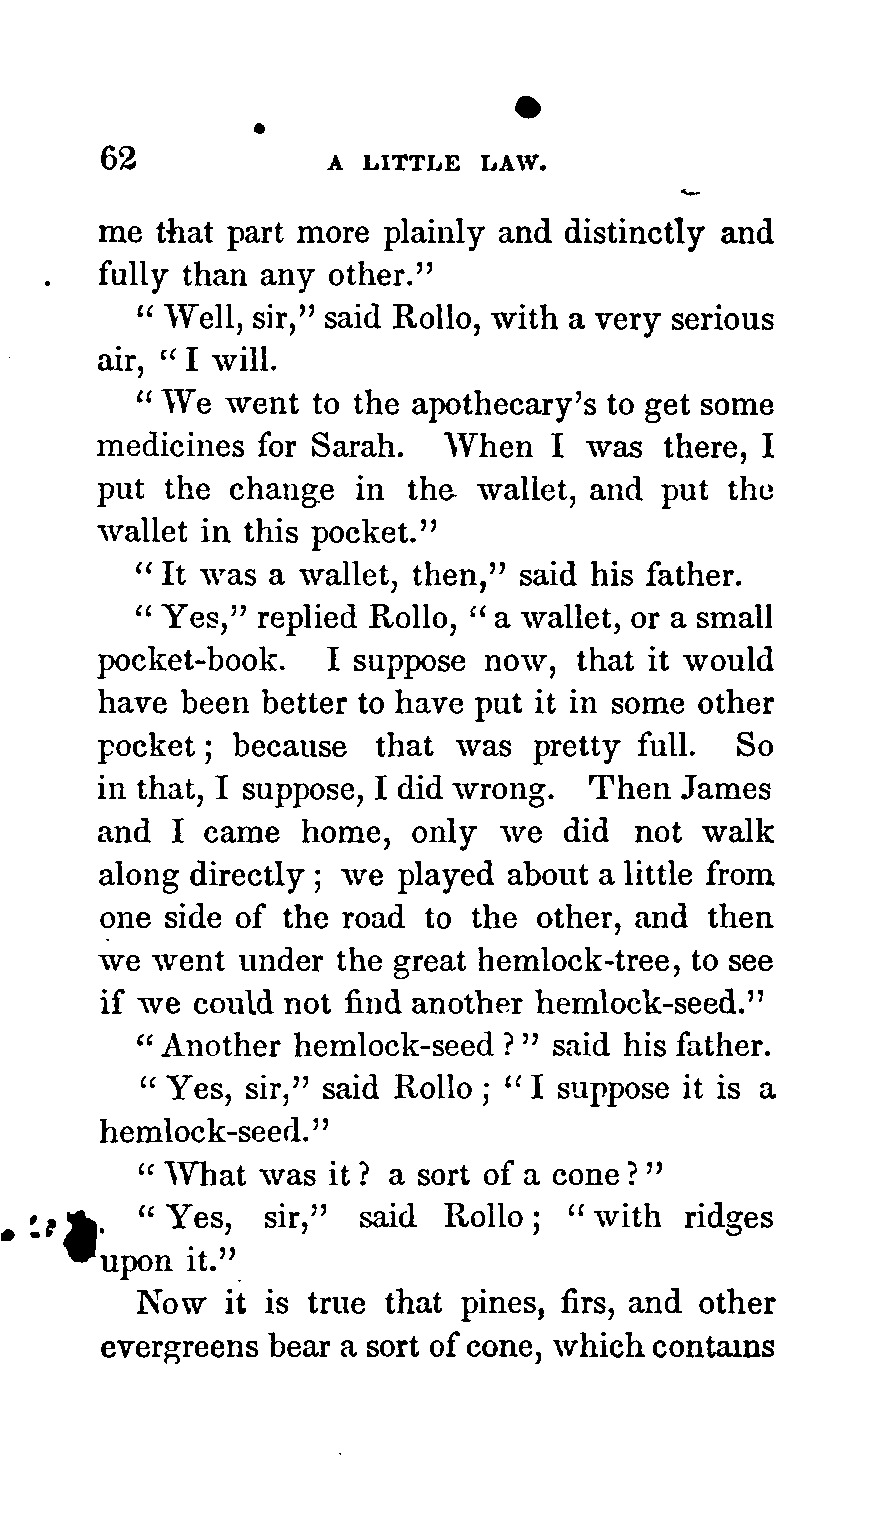 62 A LITTLE LAW.
me that part more plainly and distinctly and
fully than any other."
" Well, sir," said Rollo, with a very serious
air, " I will.
" We went to the apothecary's to get some
medicines for Sarah. When I was there, I
put the change in the wallet, and put the
wallet in this pocket."
" It was a wallet, then," said his father.
" Yes," replied Rollo, " a wallet, or a small
pocket-book. I suppose now, that it would
have been better to have put it in some other
pocket ; because that was pretty full. So
in that, I suppose, I did wrong. Then James
and I came home, only we did not walk
along directly ; we played about a little from
one side of the road to the other, and then
we went under the great hemlock-tree, to see
if we could not find another hemlock-seed."
" Another hemlock-seed ? " said his father.
" Yes, sir," said Rollo ; " I suppose it is a
hemlock-seed."
" What was it ? a sort of a cone ? "
" Yes, sir," said Rollo ; " with ridges
upon it."
Now it is true that pines, firs, and other
evergreens bear a sort of cone, which contains